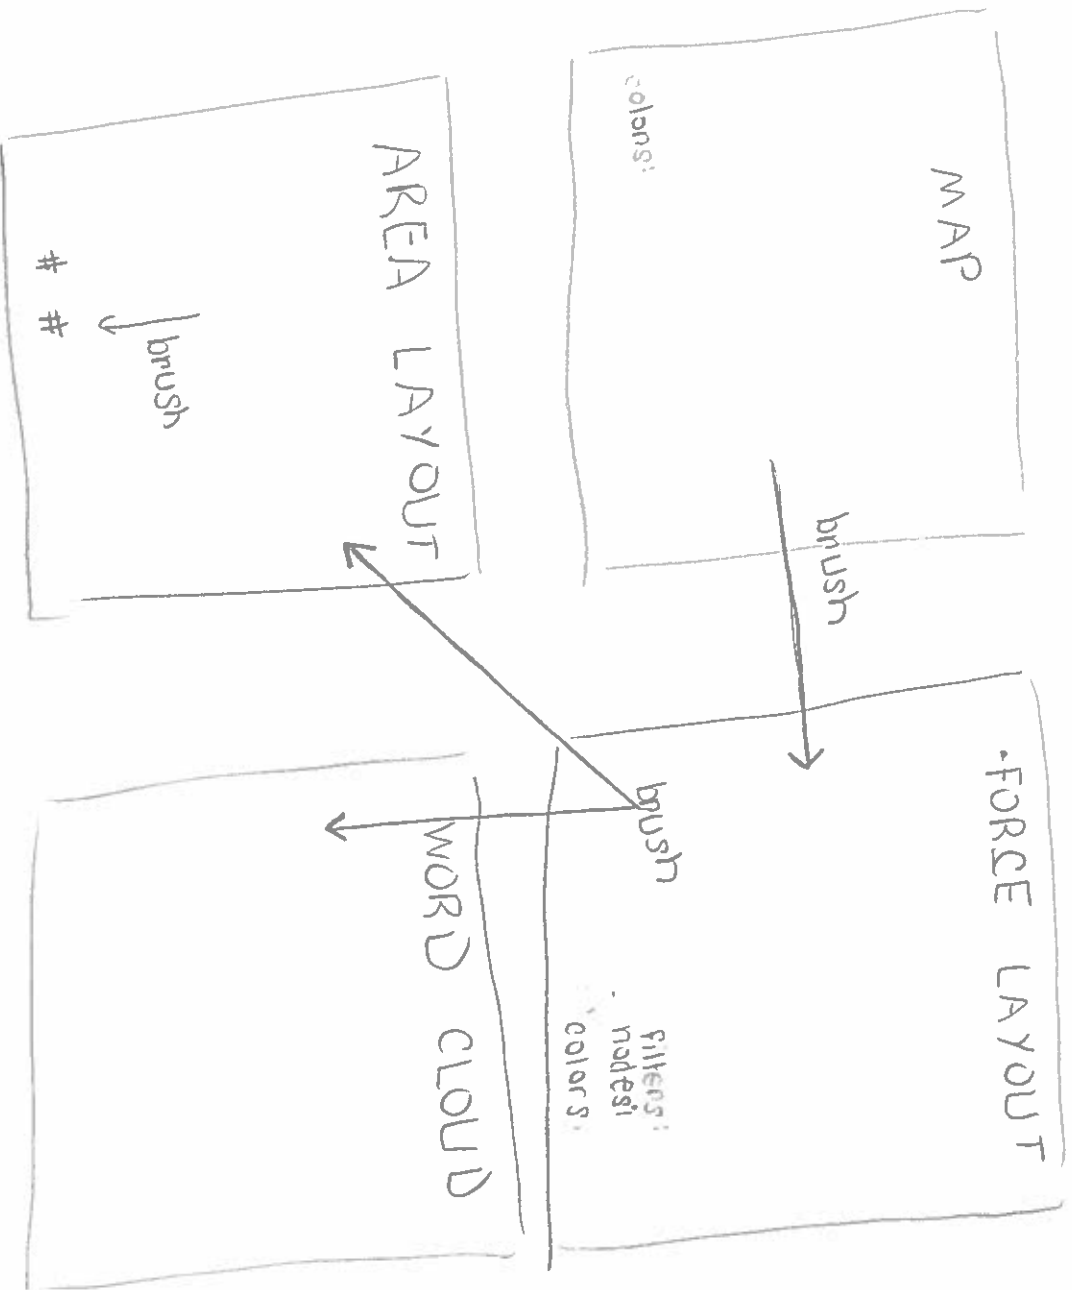 MAP
colors:
brush
FORCE LAYOUT
brush
filters:
nodes:
colors:
AREA LAYOUT
brush
# #
WORD CLOUD